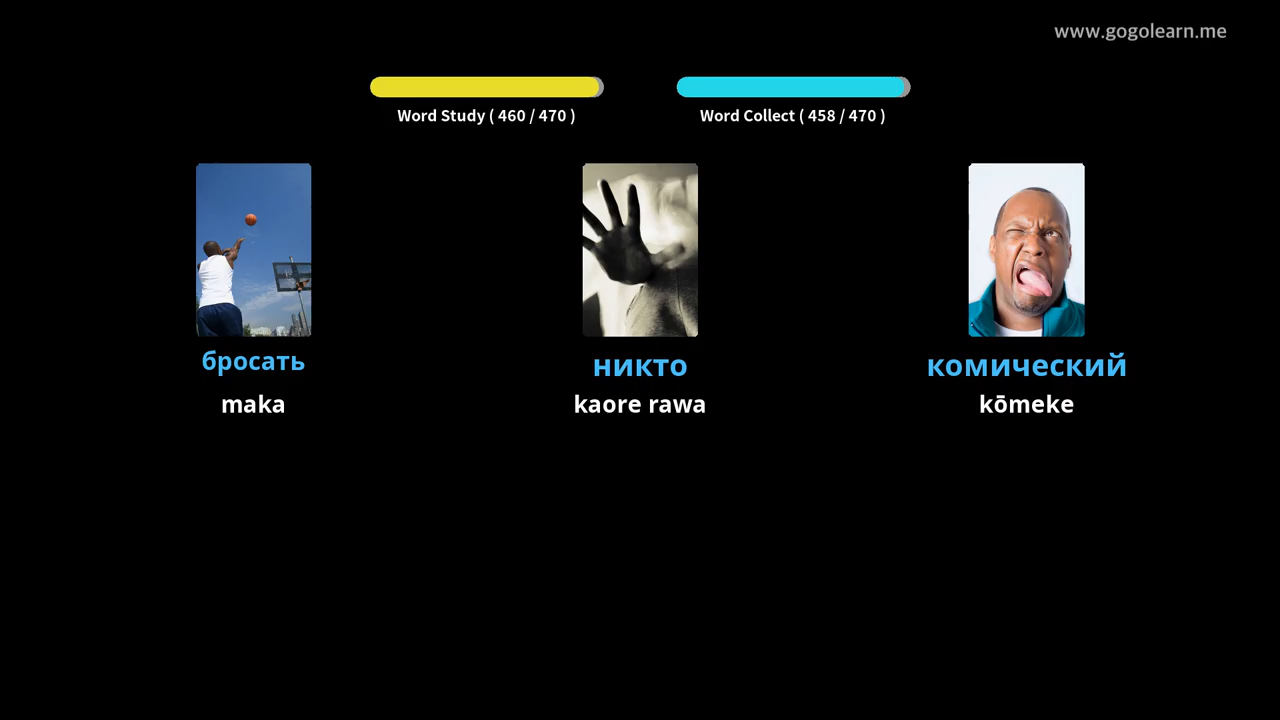 www.gogolearn.me
Word Study ( 460 / 470 )
Word Collect ( 458 / 470 )
бросать
никто
комический
maka
kaore rawa
kōmeke